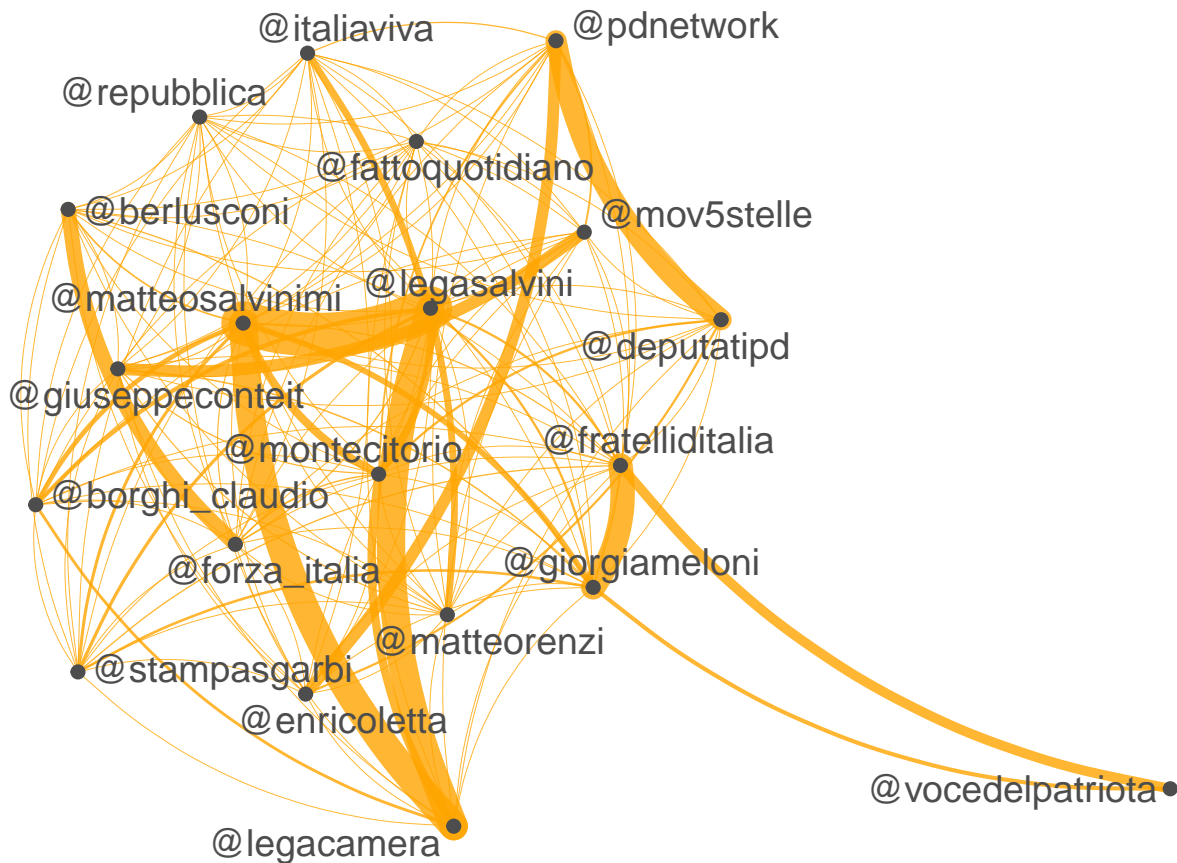 @italiaviva
@pdnetwork
@repubblica
@fattoquotidiano
@berlusconi
@mov5stelle
@matteosalvinimi
@legasalvini
@deputatipd
@giuseppeconteit
@montecitorio
@fratelliditalia
@borghi_claudio
@forza_italia
@giorgiameloni
@matteorenzi
@stampasgarbi
@enricoletta
@vocedelpatriota
@legacamera